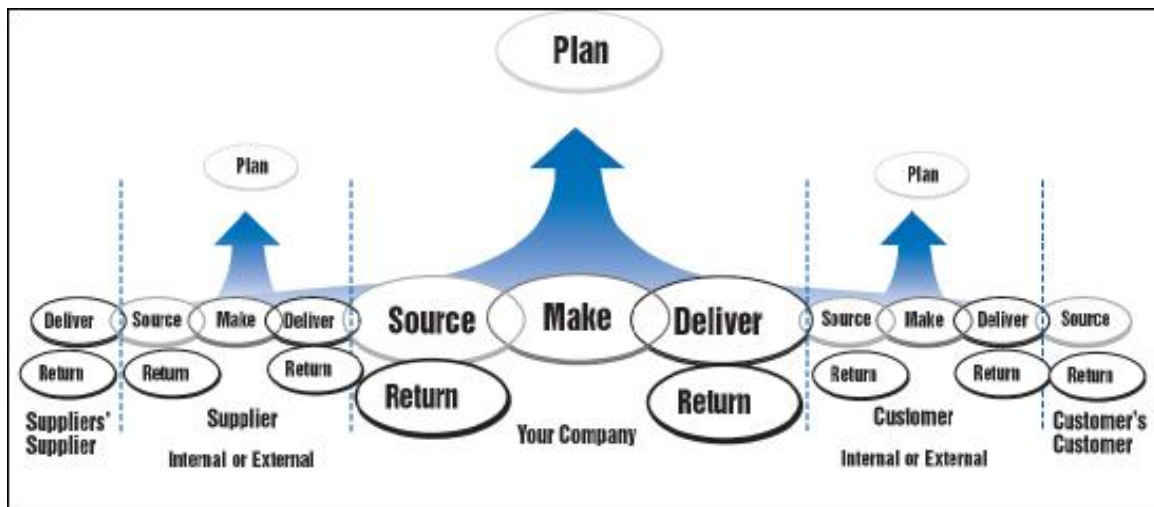 Plan
Plan
Plan
Deliver
Source
Make
Deliver
Source
Make
Deliver
Source
Make
Deliver
Source
Return
Return
Return
Return
Return
Return
Return
Return
Suppliers'
Supplier
Supplier
Internal or External
Your Company
Customer
Internal or External
Customer's
Customer